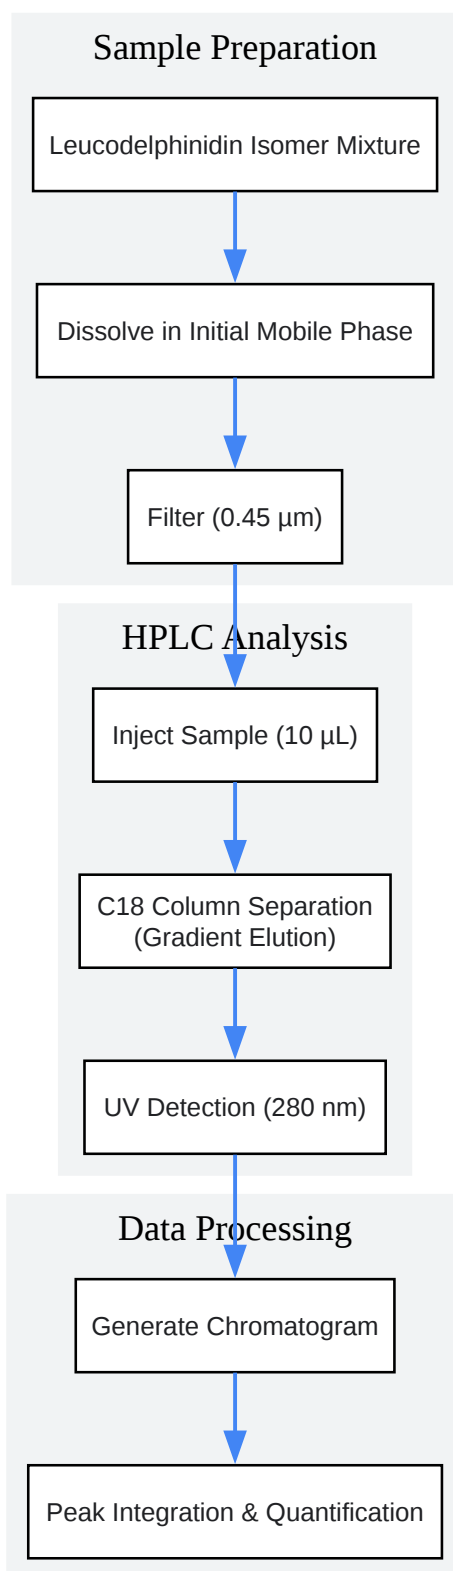 Sample Preparation
Leucodelphinidin Isomer Mixture
Dissolve in Initial Mobile Phase
Filter (0.45 µm)
HPLC Analysis
Inject Sample (10 µL)
C18 Column Separation
(Gradient Elution)
UV Detection (280 nm)
Data Processing
Generate Chromatogram
Peak Integration & Quantification